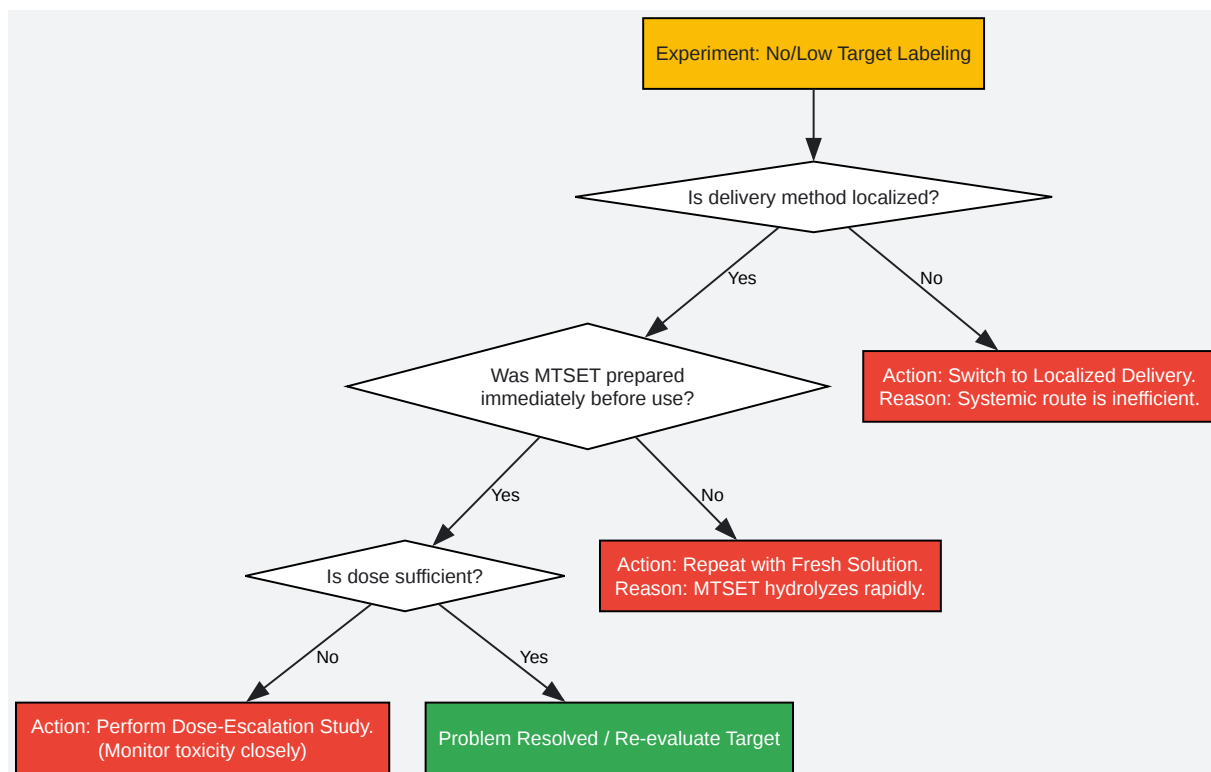 Experiment: No/Low Target Labeling
Is delivery method localized?
Yes
No
Was MTSET prepared
immediately before use?
Action: Switch to Localized Delivery.
Reason: Systemic route is inefficient.
Yes
No
Is dose sufficient?
Action: Repeat with Fresh Solution.
Reason: MTSET hydrolyzes rapidly.
No
Yes
Action: Perform Dose-Escalation Study.
(Monitor toxicity closely)
Problem Resolved / Re-evaluate Target